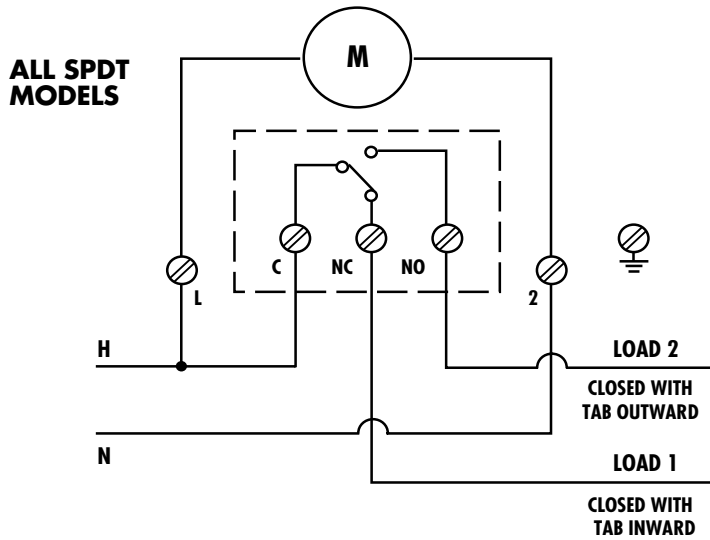 M
ALL SPDT
MODELS
C
NC
NO
L
2
H
LOAD 2
CLOSED WITH
TAB OUTWARD
N
LOAD 1
CLOSED WITH
TAB INWARD